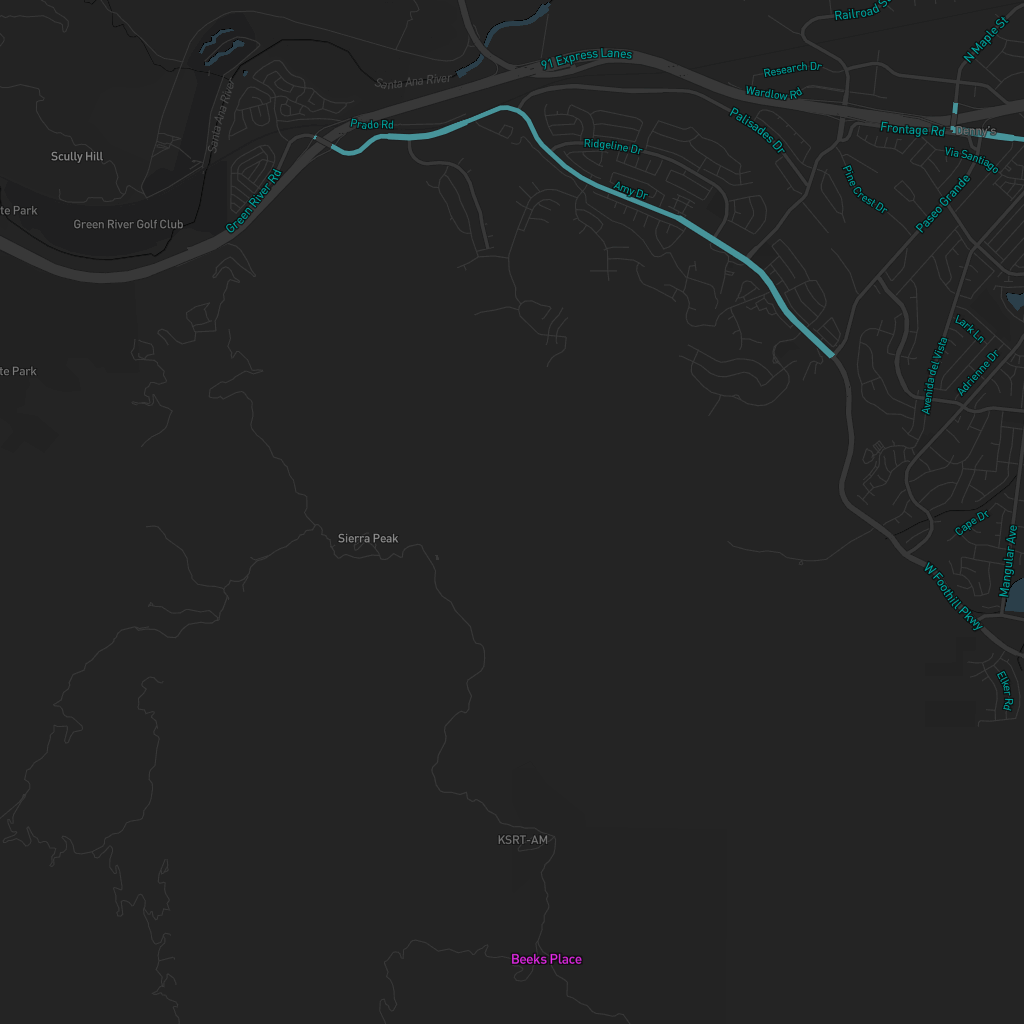 Railroad St
N Maple St
91 Express Lanes
Research Dr
Santa Ana River
Wardlow Rd
Santa Ana River
Prado Rd
Palisades Dr
Frontage Rd
Denny's
Ridgeline Dr
Scully Hill
Via Santiago
Pine Crest Dr
Amy Dr
Green River Rd
Paseo Grande
te Park
Green River Golf Club
Lark Ln
te Park
Avenida del Vista
Adrienne Dr
Cape Dr
Sierra Peak
Mangular Ave
W Foothill Pkwy
Elker Rd
KSRT-AM
Beeks Place